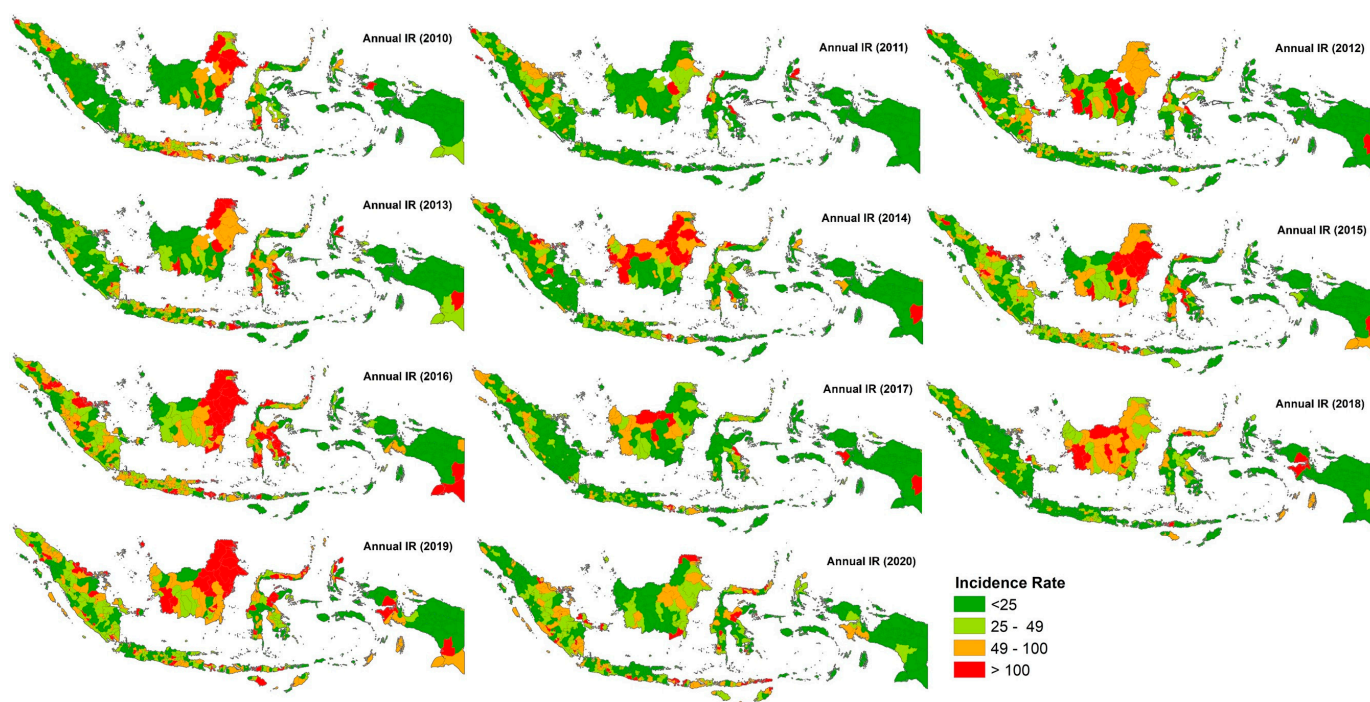 Annual IR (2010)
Annual IR (2011)
Annual IR (2012)
Annual IR (2013)
Annual IR (2014)
Annual IR (2015)
Annual IR (2016)
Annual IR (2017)
Annual IR (2018)
Annual IR (2019)
Annual IR (2020)
Incidence Rate
<25
25 - 49
49 - 100
> 100